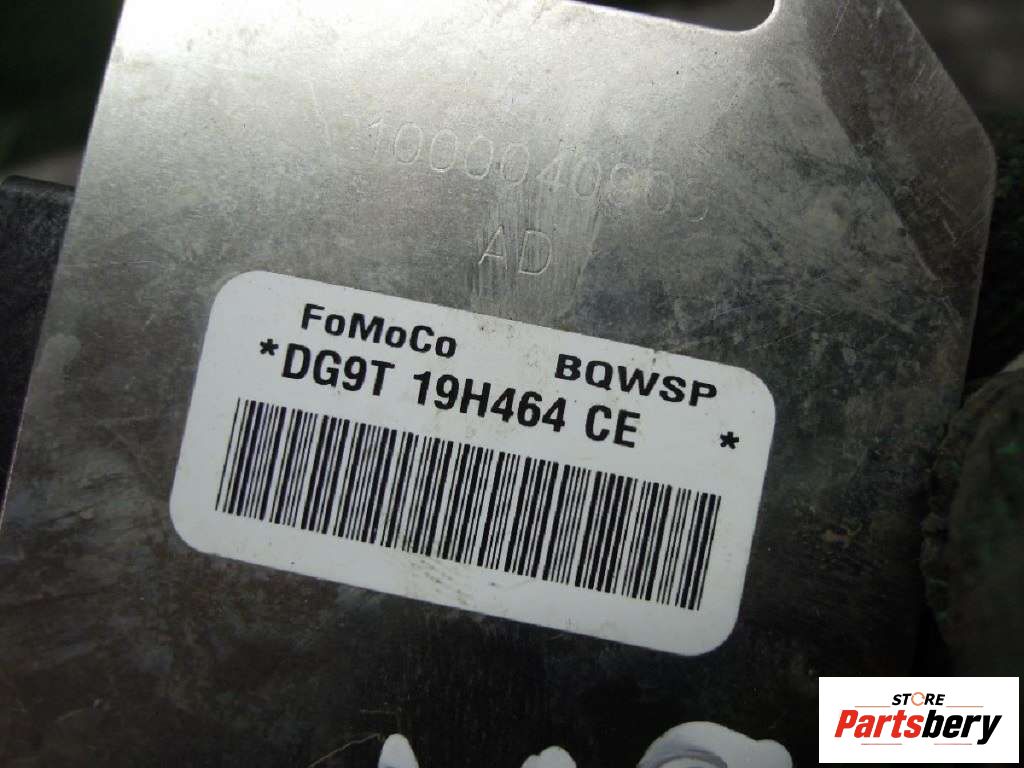 AD
FoMoCo BQWSP
*DG9T 19H464 CE *
STORE
Partsbery